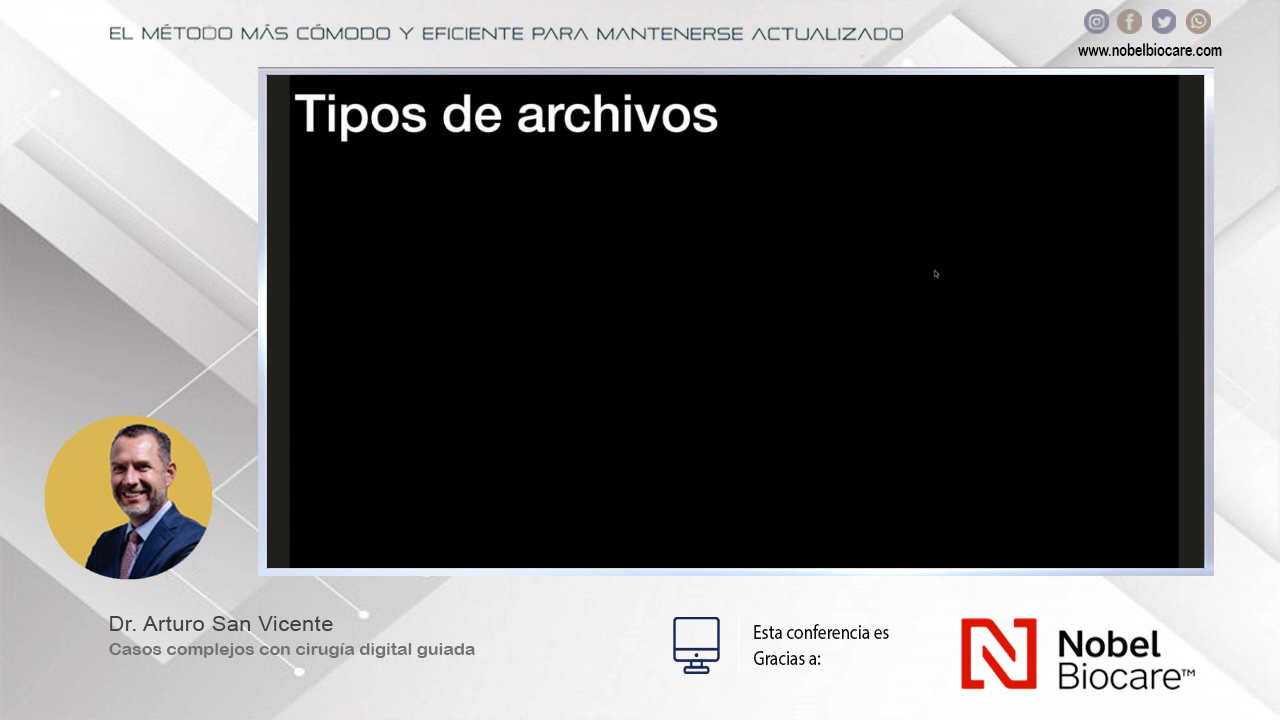 EL MÉTODO MÁS CÓMODO Y EFICIENTE PARA MANTENERSE ACTUALIZADO
www.nobelbiocare.com
Tipos de archivos
Dr. Arturo San Vicente
Casos complejos con cirugía digital guiada
Esta conferencia es
Gracias a:
Nobel
Biocare™